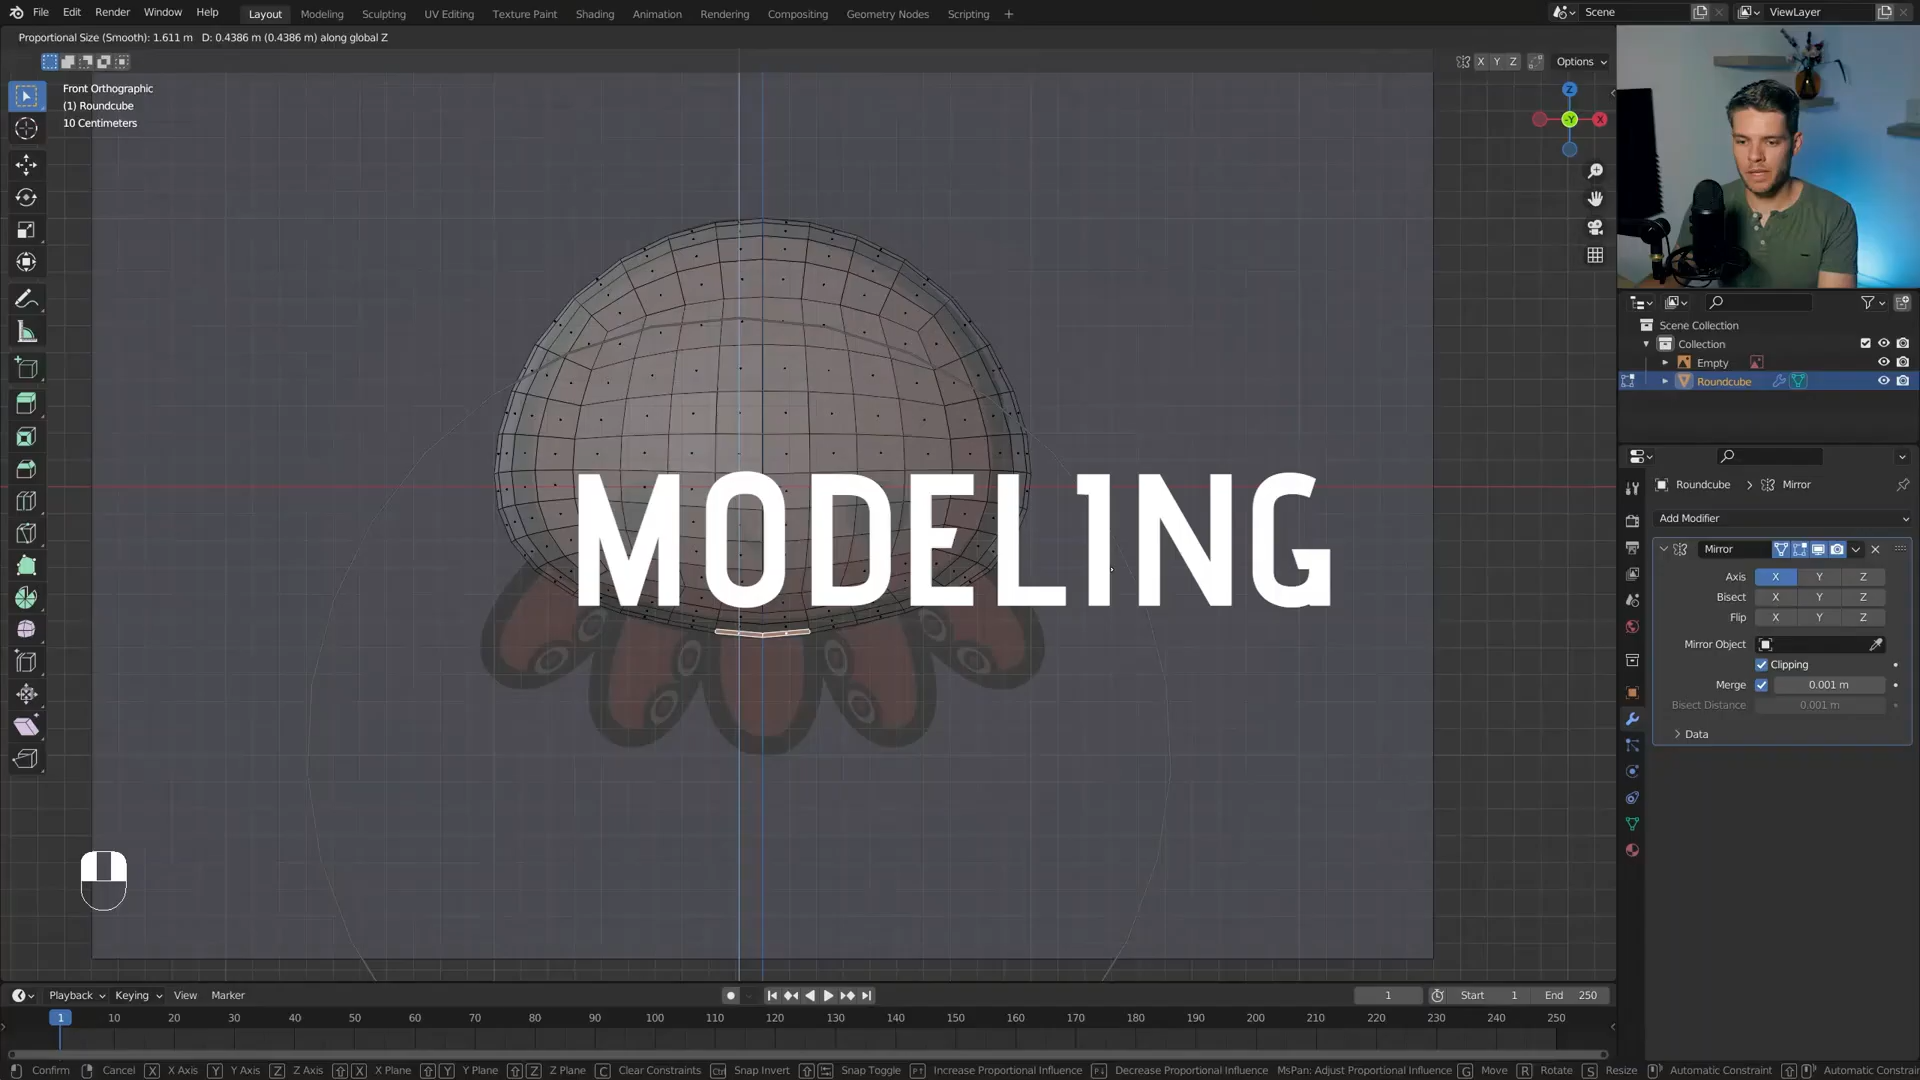 File Edit Render Window Help Layout Modeling Sculpting UV Editing Texture Paint Shading Animation Rendering Compositing Geometry Nodes Scripting + Scene ViewLayer
Proportional Size (Smooth): 1.611 m D: 0.4386 m (0.4386 m) along global Z
X Y Z Options
Front Orthographic
(1) Roundcube
10 Centimeters
Z
-Y X
Scene Collection
Collection
Empty
Roundcube
Roundcube > Mirror
Add Modifier
Mirror
Axis X Y Z
Bisect X Y Z
Flip X Y Z
Mirror Object
Clipping
Merge 0.001 m
Bisect Distance 0.001 m
Data
MODELING
Playback Keying View Marker 1 Start 1 End 250
1 10 20 30 40 50 60 70 80 90 100 110 120 130 140 150 160 170 180 190 200 210 220 230 240 250
Confirm Cancel X X Axis Y Y Axis Z Z Axis X X Plane Y Y Plane Z Z Plane C Clear Constraints Ctrl Snap Invert Snap Toggle Increase Proportional Influence Decrease Proportional Influence MsPan: Adjust Proportional Influence G Move R Rotate S Resize Automatic Constraint Automatic Constrai